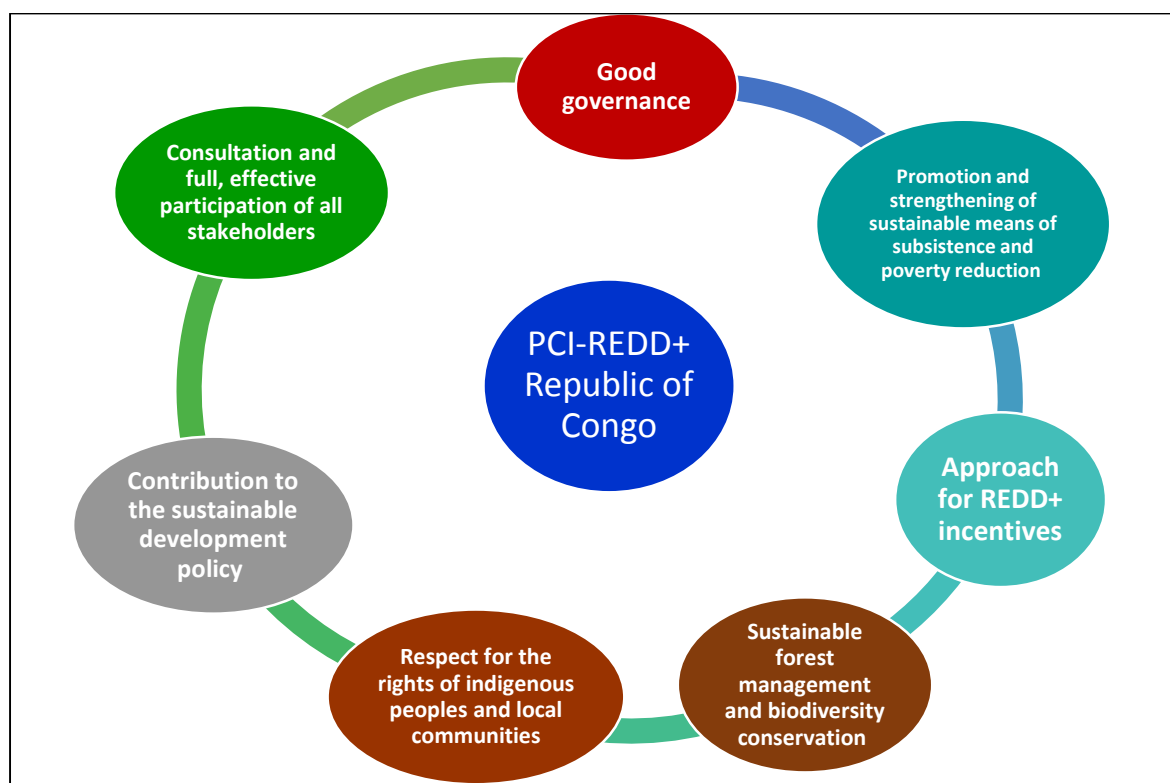 Good
governance
Promotion and
strengthening of
sustainable means of
subsistence and
poverty reduction
Approach
for REDD+
incentives
Sustainable
forest
management
and biodiversity
conservation
Respect for the
rights of indigenous
peoples and local
communities
Contribution to
the sustainable
development
policy
Consultation and
full, effective
participation of all
stakeholders
PCI-REDD+
Republic of
Congo